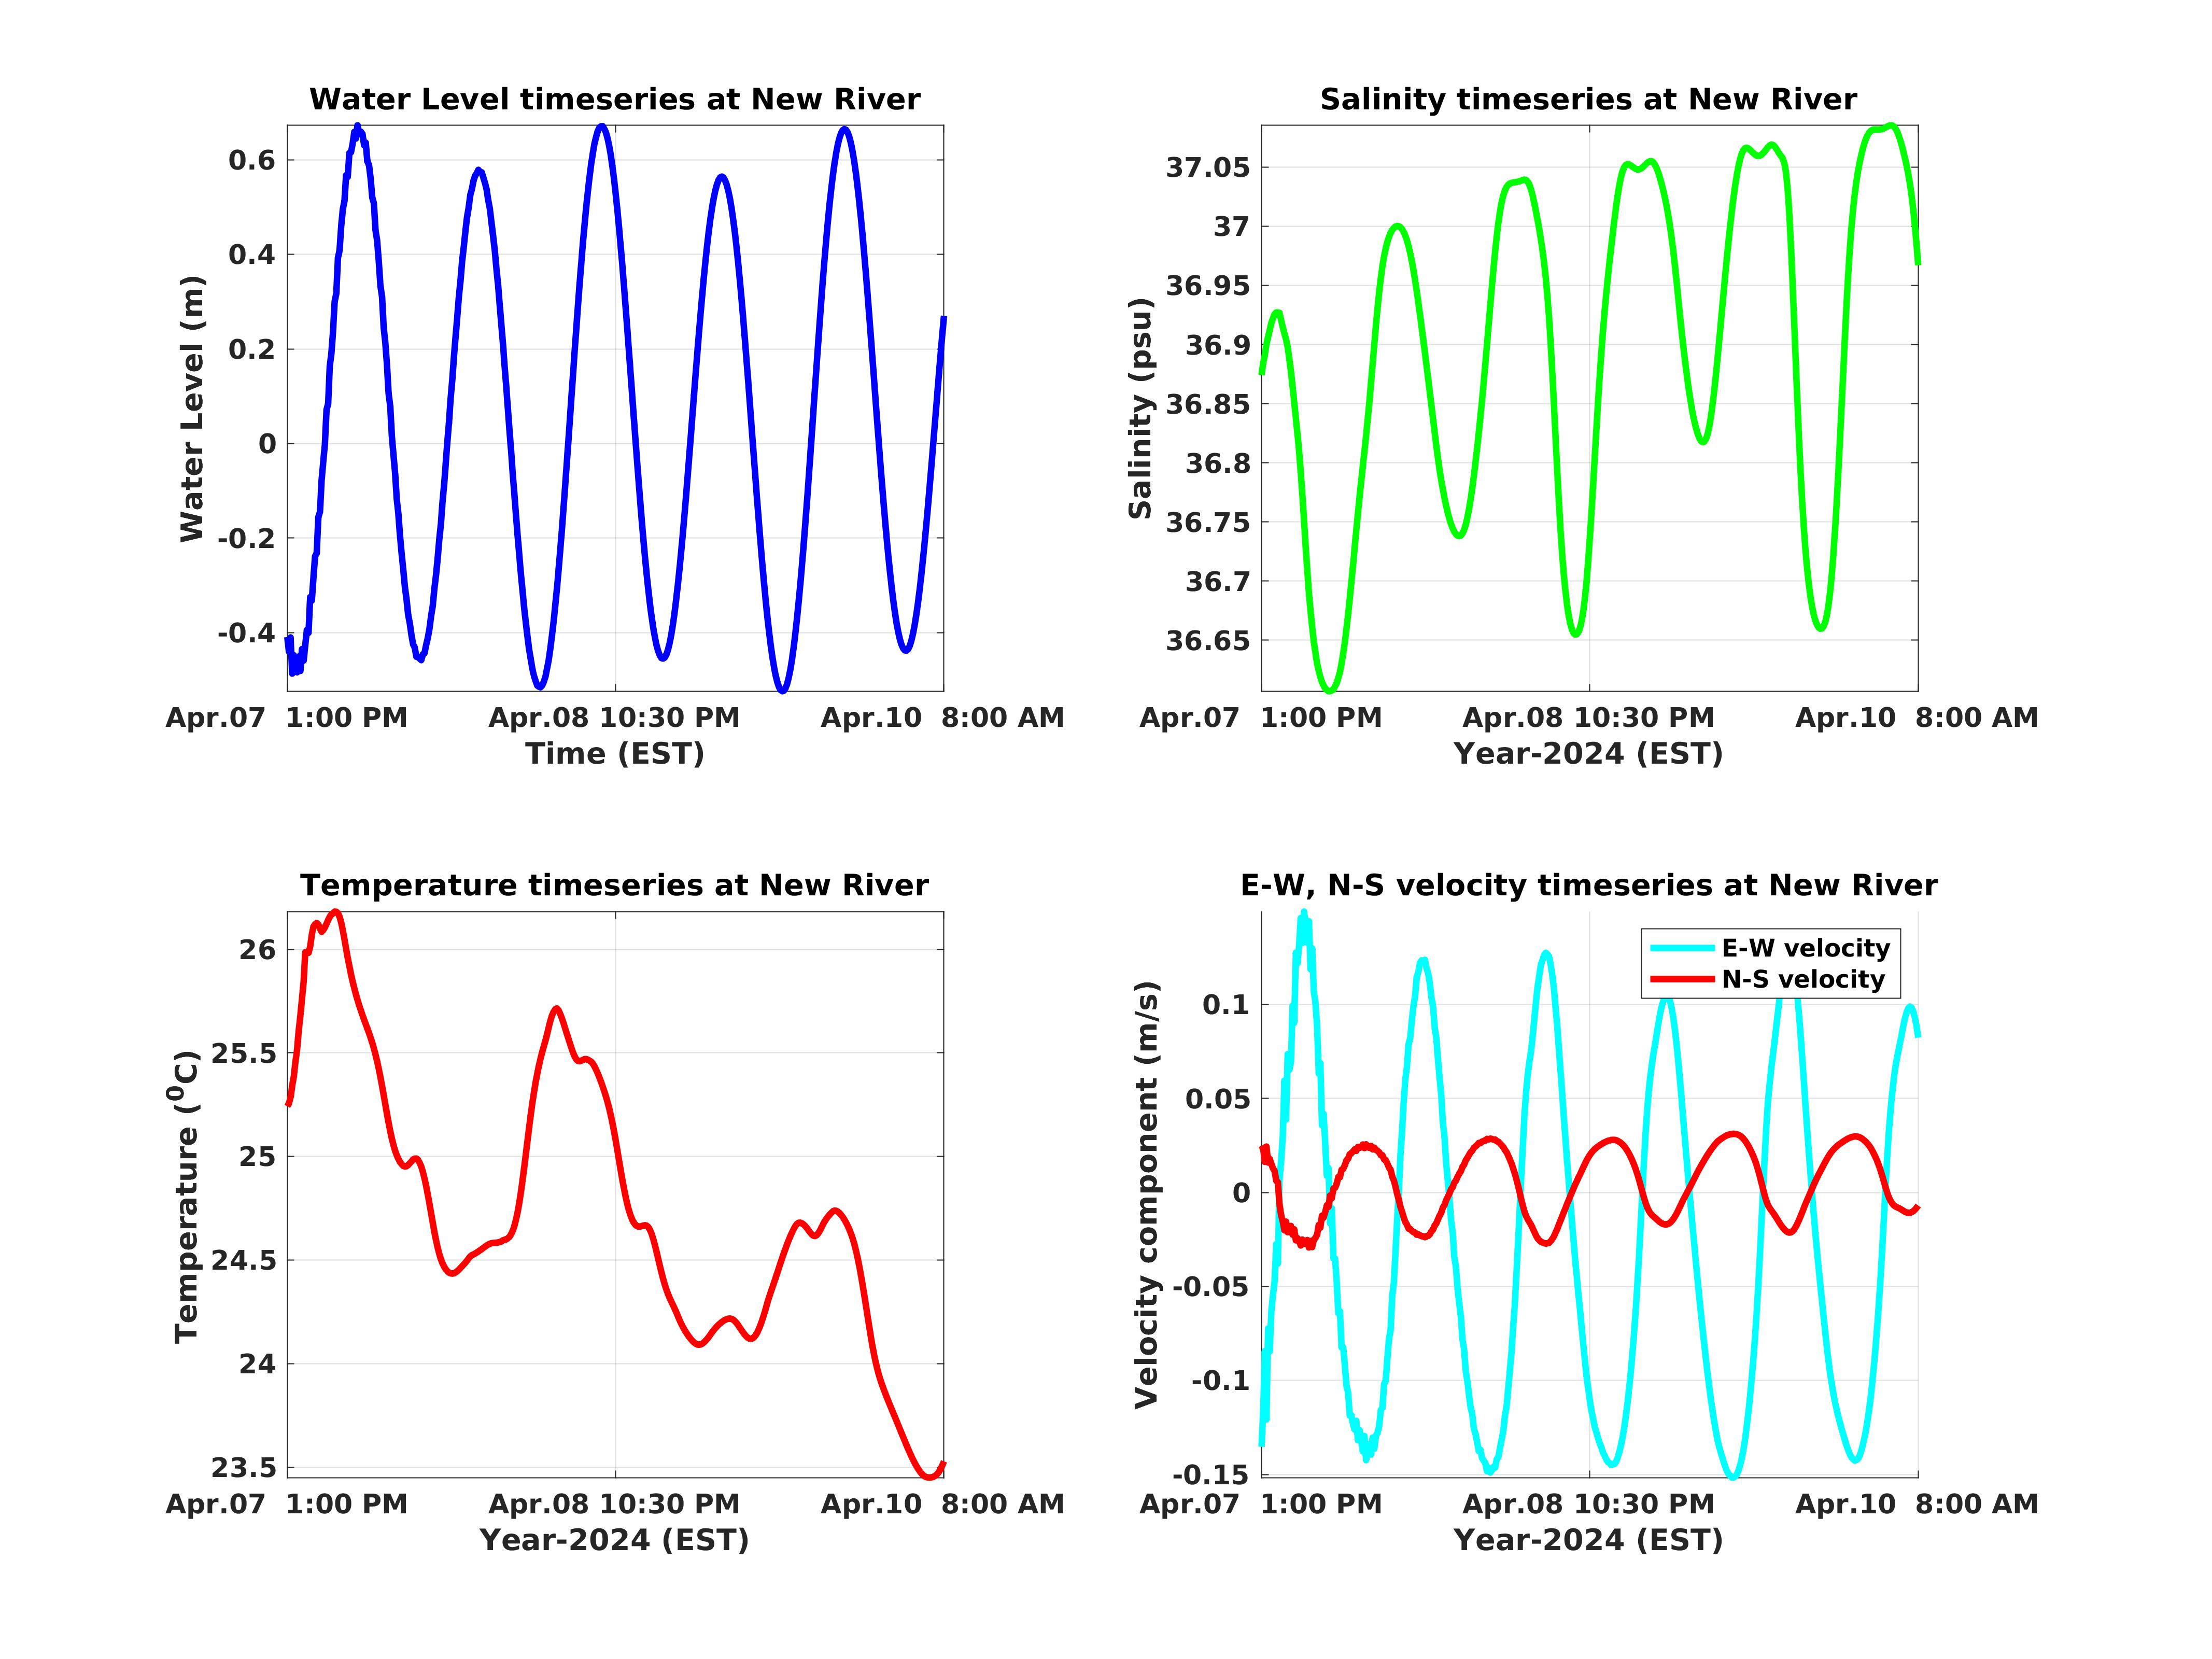 Water Level timeseries at New River
Water Level (m)
0.6
0.4
0.2
0
-0.2
-0.4
Apr.07 1:00 PM Apr.08 10:30 PM Apr.10 8:00 AM
Time (EST)
Salinity timeseries at New River
Salinity (psu)
37.05
37
36.95
36.9
36.85
36.8
36.75
36.7
36.65
Apr.07 1:00 PM Apr.08 10:30 PM Apr.10 8:00 AM
Year-2024 (EST)
Temperature timeseries at New River
Temperature (⁰C)
26
25.5
25
24.5
24
23.5
Apr.07 1:00 PM Apr.08 10:30 PM Apr.10 8:00 AM
Year-2024 (EST)
E-W, N-S velocity timeseries at New River
Velocity component (m/s)
E-W velocity
N-S velocity
0.1
0.05
0
-0.05
-0.1
-0.15
Apr.07 1:00 PM Apr.08 10:30 PM Apr.10 8:00 AM
Year-2024 (EST)